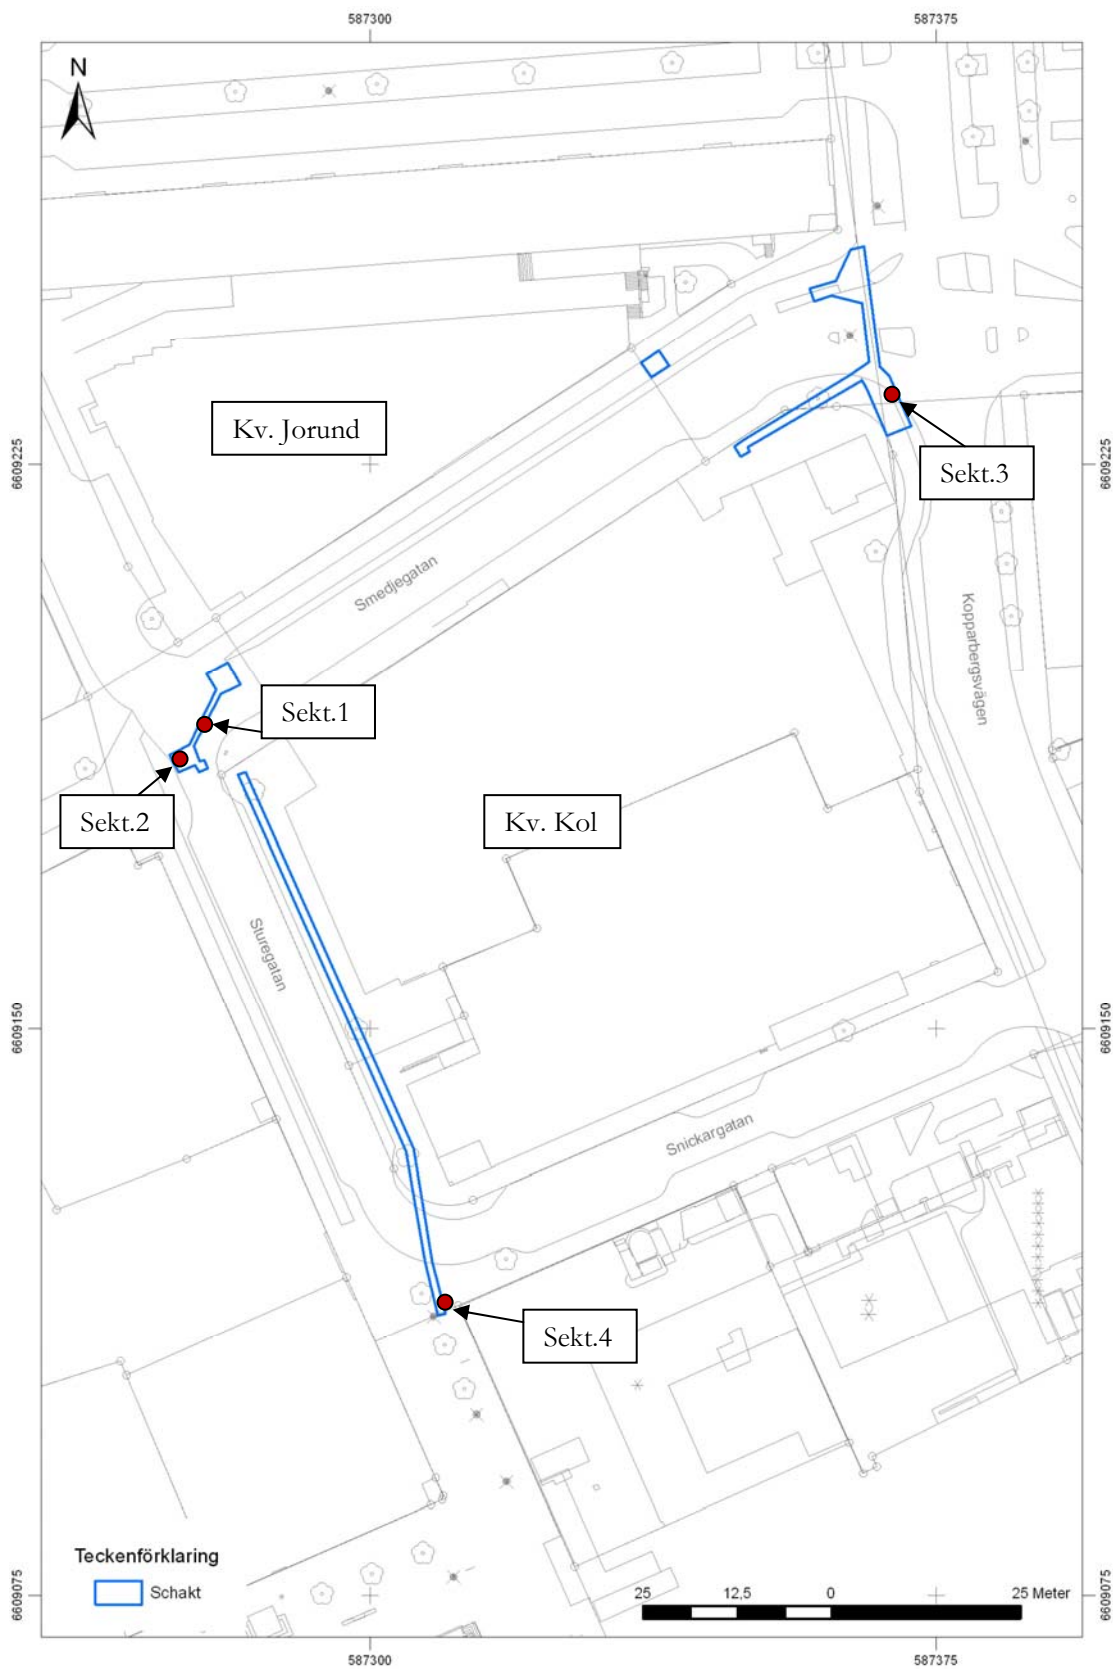 587300
587375
N
Kv. Jorund
6609225
6609225
Sekt.3
Smedjegatan
Kopparbergsvägen
Sekt.1
Sekt.2
Kv. Kol
Sturegatan
6609150
6609150
Snickargatan
Sekt.4
Teckenförklaring
Schakt
25 12,5 0 25 Meter
6609075
6609075
587300
587375